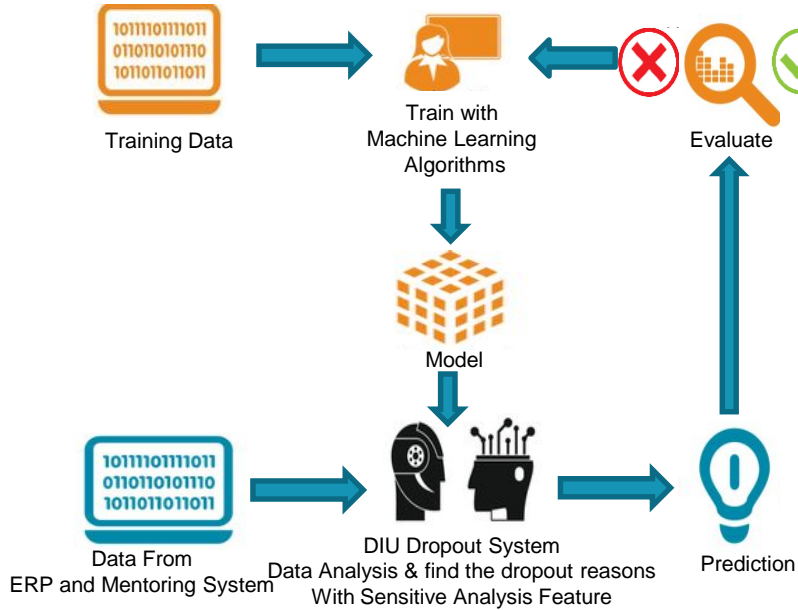 1011110111011
0110110101110
1011011011011
Training Data
Train with
Machine Learning
Algorithms
Evaluate
Model
10111101111011
0110110101110
1011011011011
Data From
ERP and Mentoring System
DIU Dropout System
Data Analysis & find the dropout reasons
With Sensitive Analysis Feature
Prediction